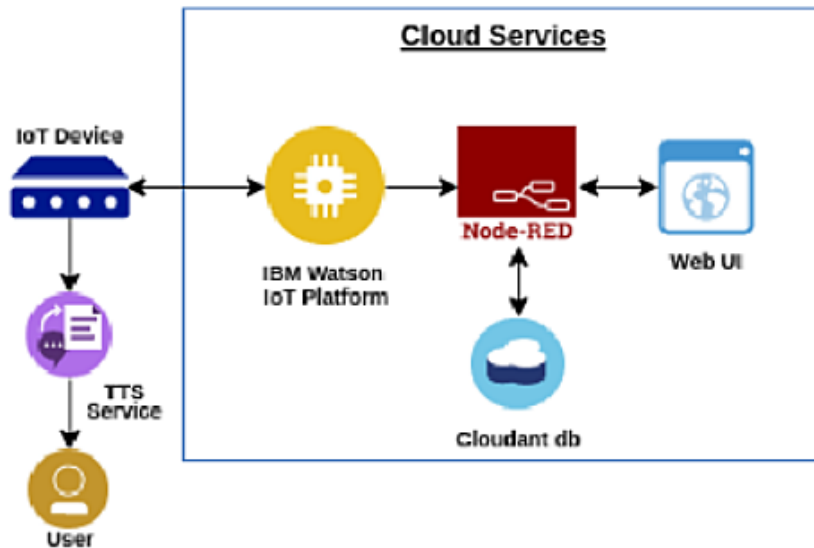 Cloud Services
IoT Device
Node-RED
IBM Watson
IoT Platform
Web UI
TTS
Service
Cloudant db
User